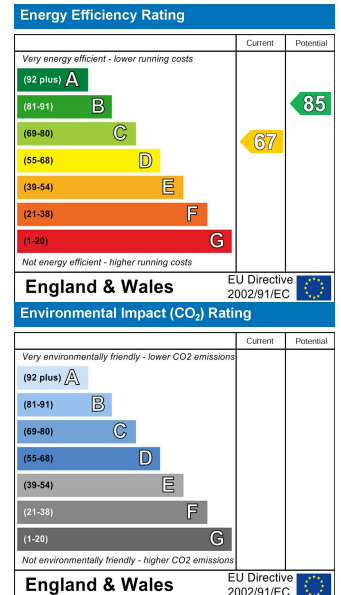 Energy Efficiency Rating
Current Potential
Very energy efficient - lower running costs
(92 plus) A
(81-91) B
(69-80) C
(55-68) D
(39-54) E
(21-38) F
(1-20) G
67
85
Not energy efficient - higher running costs
England & Wales
EU Directive
2002/91/EC
Environmental Impact (CO₂) Rating
Current Potential
Very environmentally friendly - lower CO2 emissions
(92 plus) A
(81-91) B
(69-80) C
(55-68) D
(39-54) E
(21-38) F
(1-20) G
Not environmentally friendly - higher CO2 emissions
England & Wales
EU Directive
2002/91/EC